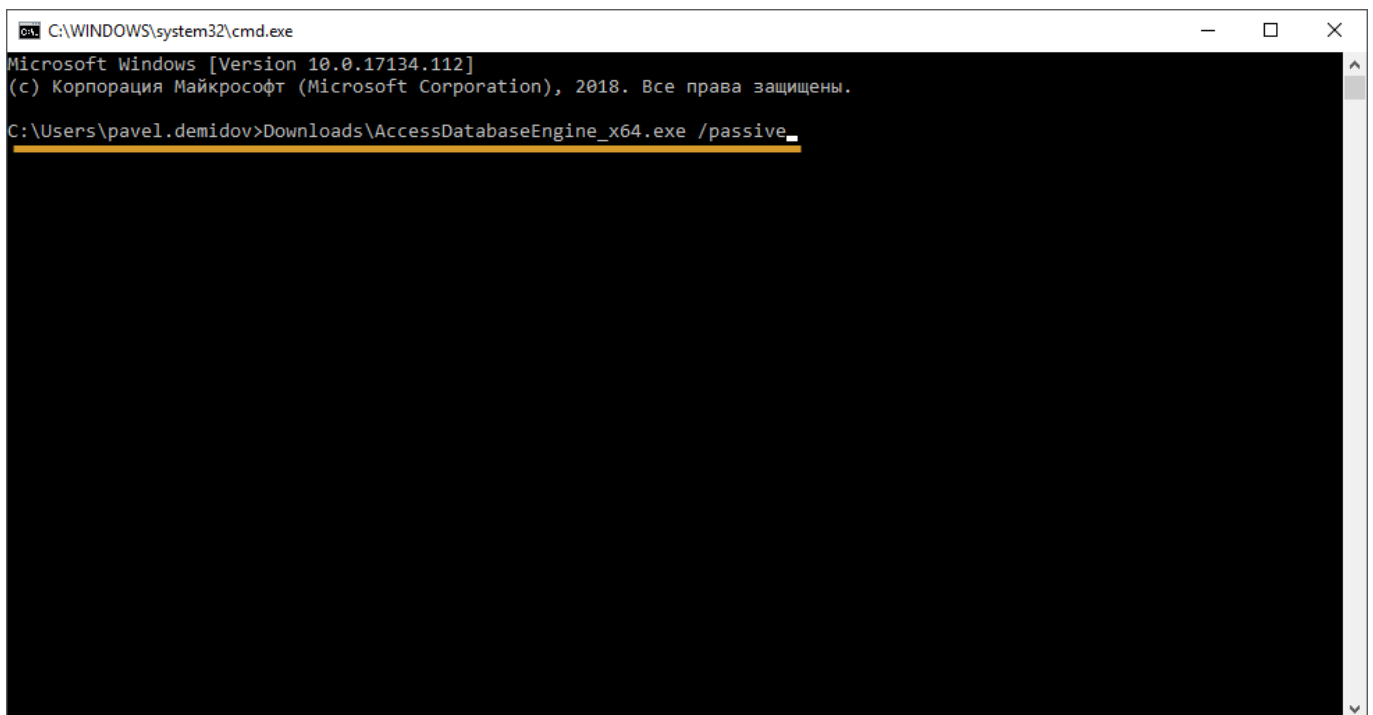 C:\WINDOWS\system32\cmd.exe
Microsoft Windows [Version 10.0.17134.112]
(c) Корпорация Майкрософт (Microsoft Corporation), 2018. Все права защищены.
C:\Users\pavel.demidov>Downloads\AccessDatabaseEngine_x64.exe /passive